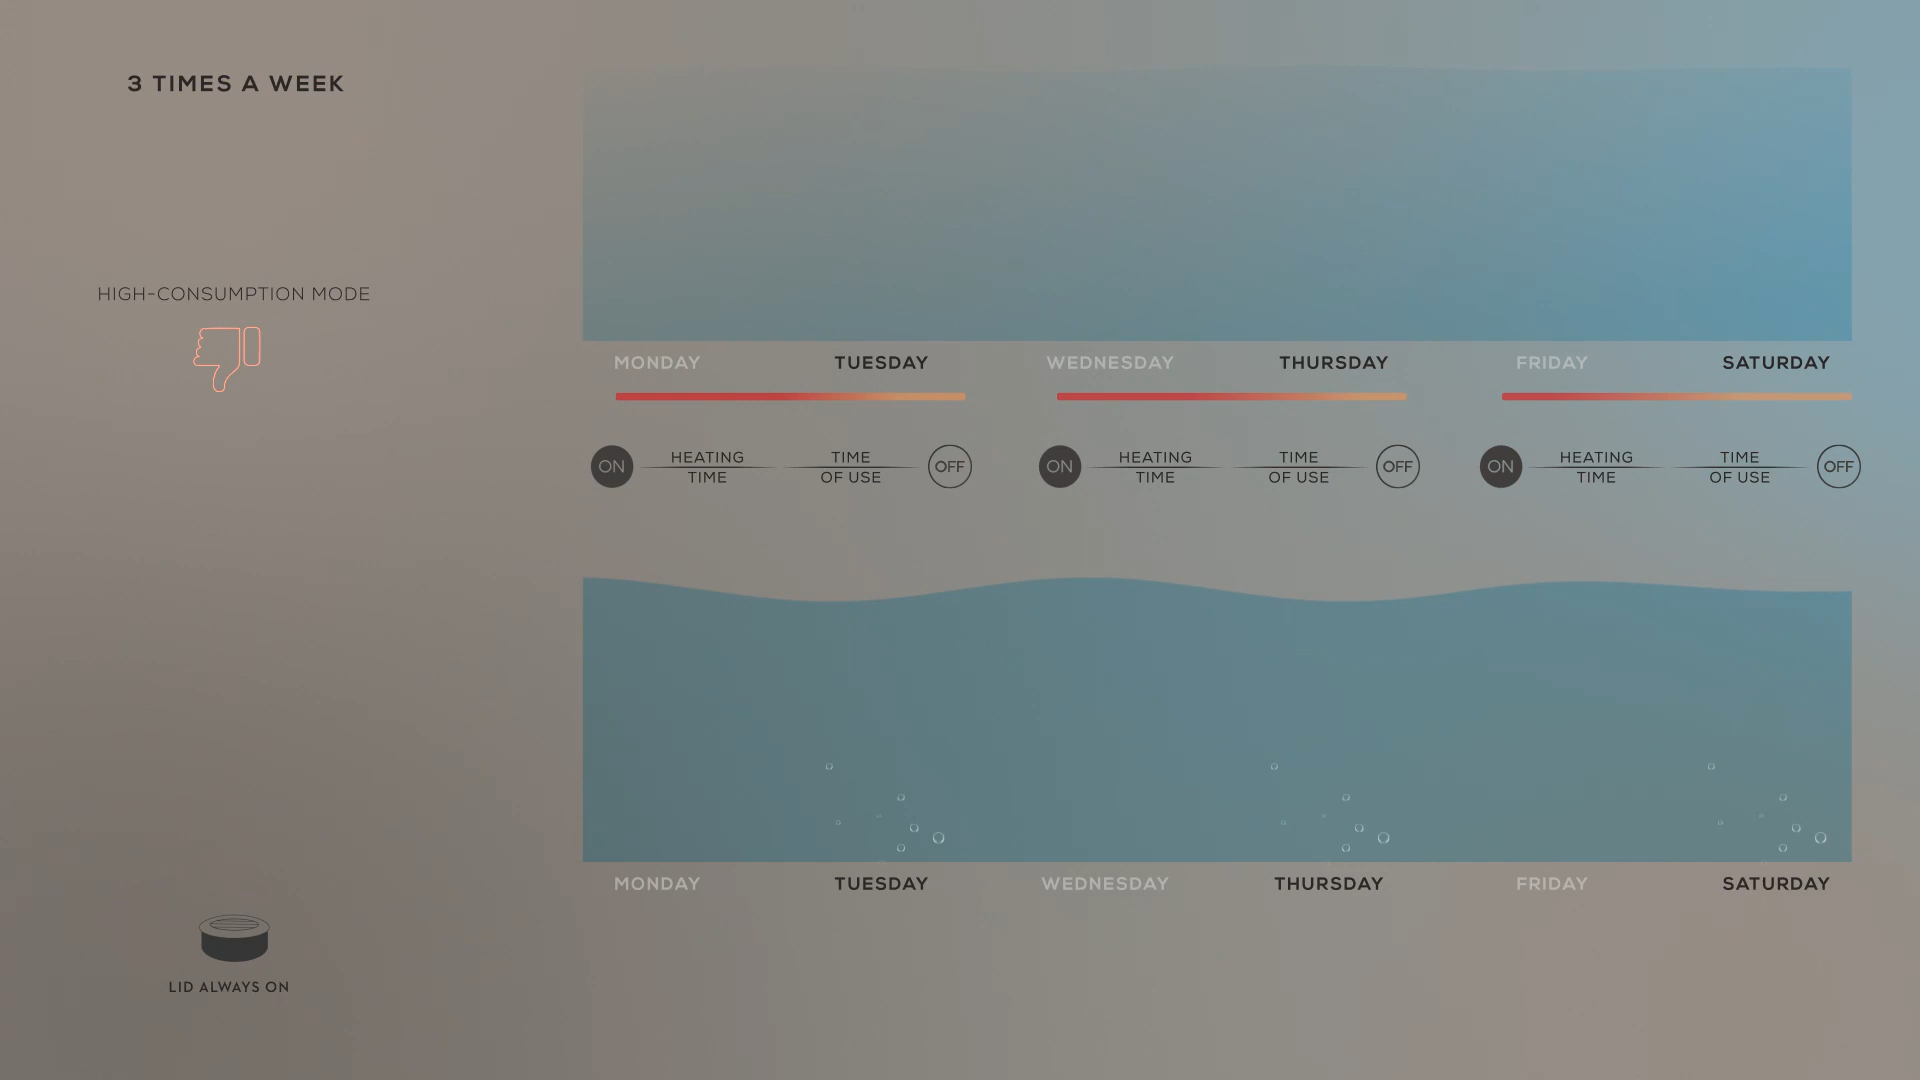 3 TIMES A WEEK
HIGH-CONSUMPTION MODE
MONDAY TUESDAY WEDNESDAY THURSDAY FRIDAY SATURDAY
ON HEATING TIME TIME OF USE OFF ON HEATING TIME TIME OF USE OFF ON HEATING TIME TIME OF USE OFF
MONDAY TUESDAY WEDNESDAY THURSDAY FRIDAY SATURDAY
LID ALWAYS ON